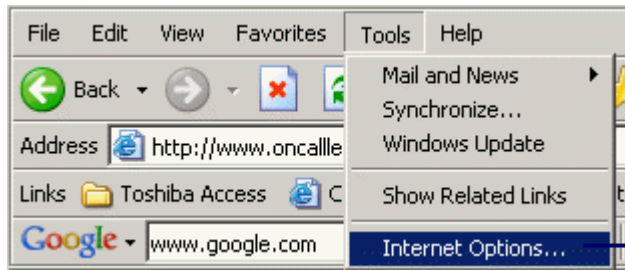 File Edit View Favorites Tools Help
Back
Mail and News
Synchronize...
Address http://www.oncallle
Windows Update
Links Toshiba Access C
Show Related Links
Google www.google.com
Internet Options...